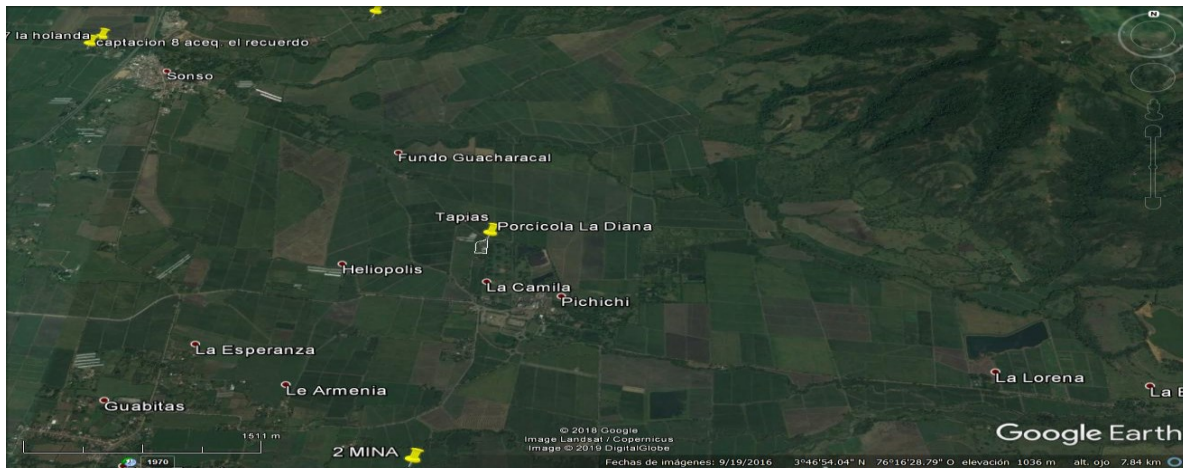 7 la holanda
captacion 8 aceq. el recuerdo
Sonso
Fundo Guacharacal
Tapias
Porcícola La Diana
Heliopolis
La Camila
Pichichi
La Esperanza
Le Armenia
La Lorena
Guabitas
1511 m
2 MINA
© 2018 Google
Image Landsat / Copernicus
Image © 2019 DigitalGlobe
Google Earth
1970
Fechas de imágenes: 9/19/2016 3°46'54.04" N 76°16'28.79" O elevación 1036 m alt. ojo 7.84 km
N